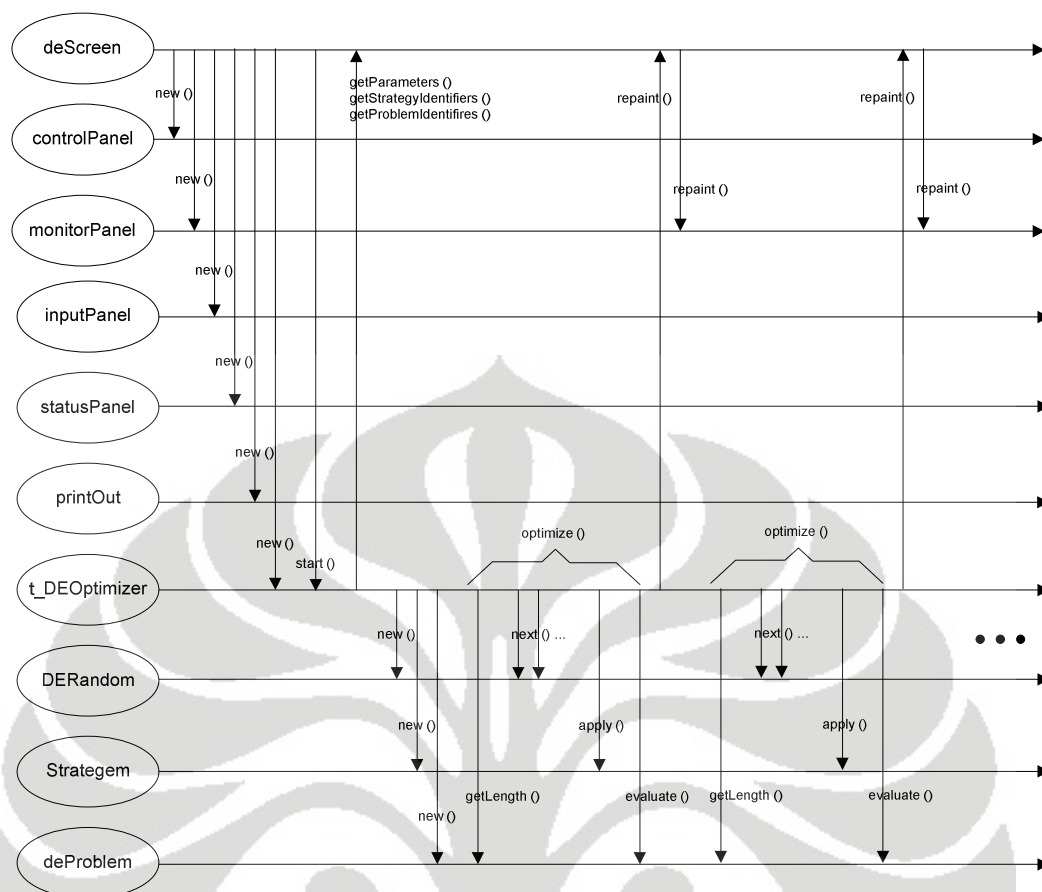 deScreen
getParameters ()
getStrategyIdentifiers ()
getProblemIdentifires ()
new ()
repaint ()
repaint ()
controlPanel
new ()
repaint ()
repaint ()
monitorPanel
new ()
inputPanel
new ()
statusPanel
new ()
printOut
optimize ()
optimize ()
new ()
start ()
t_DEOptimizer
new ()
next () ...
next () ...
DERandom
new ()
apply ()
apply ()
Strategem
getLength ()
evaluate ()
getLength ()
evaluate ()
new ()
deProblem